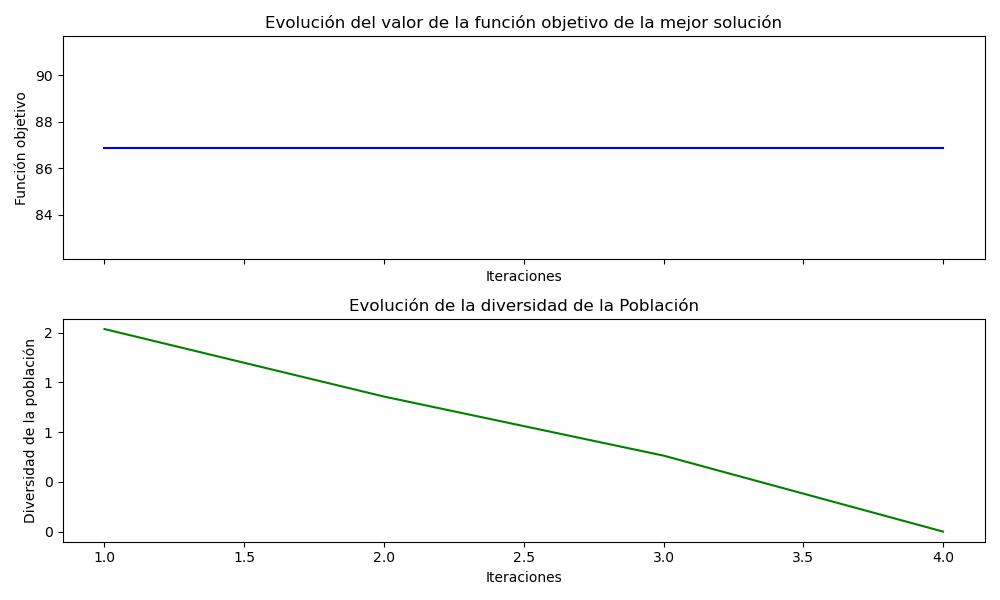 Evolución del valor de la función objetivo de la mejor solución
Función objetivo
90
88
86
84
Iteraciones
Evolución de la diversidad de la Población
Diversidad de la población
2
1
1
0
0
1.0 1.5 2.0 2.5 3.0 3.5 4.0
Iteraciones